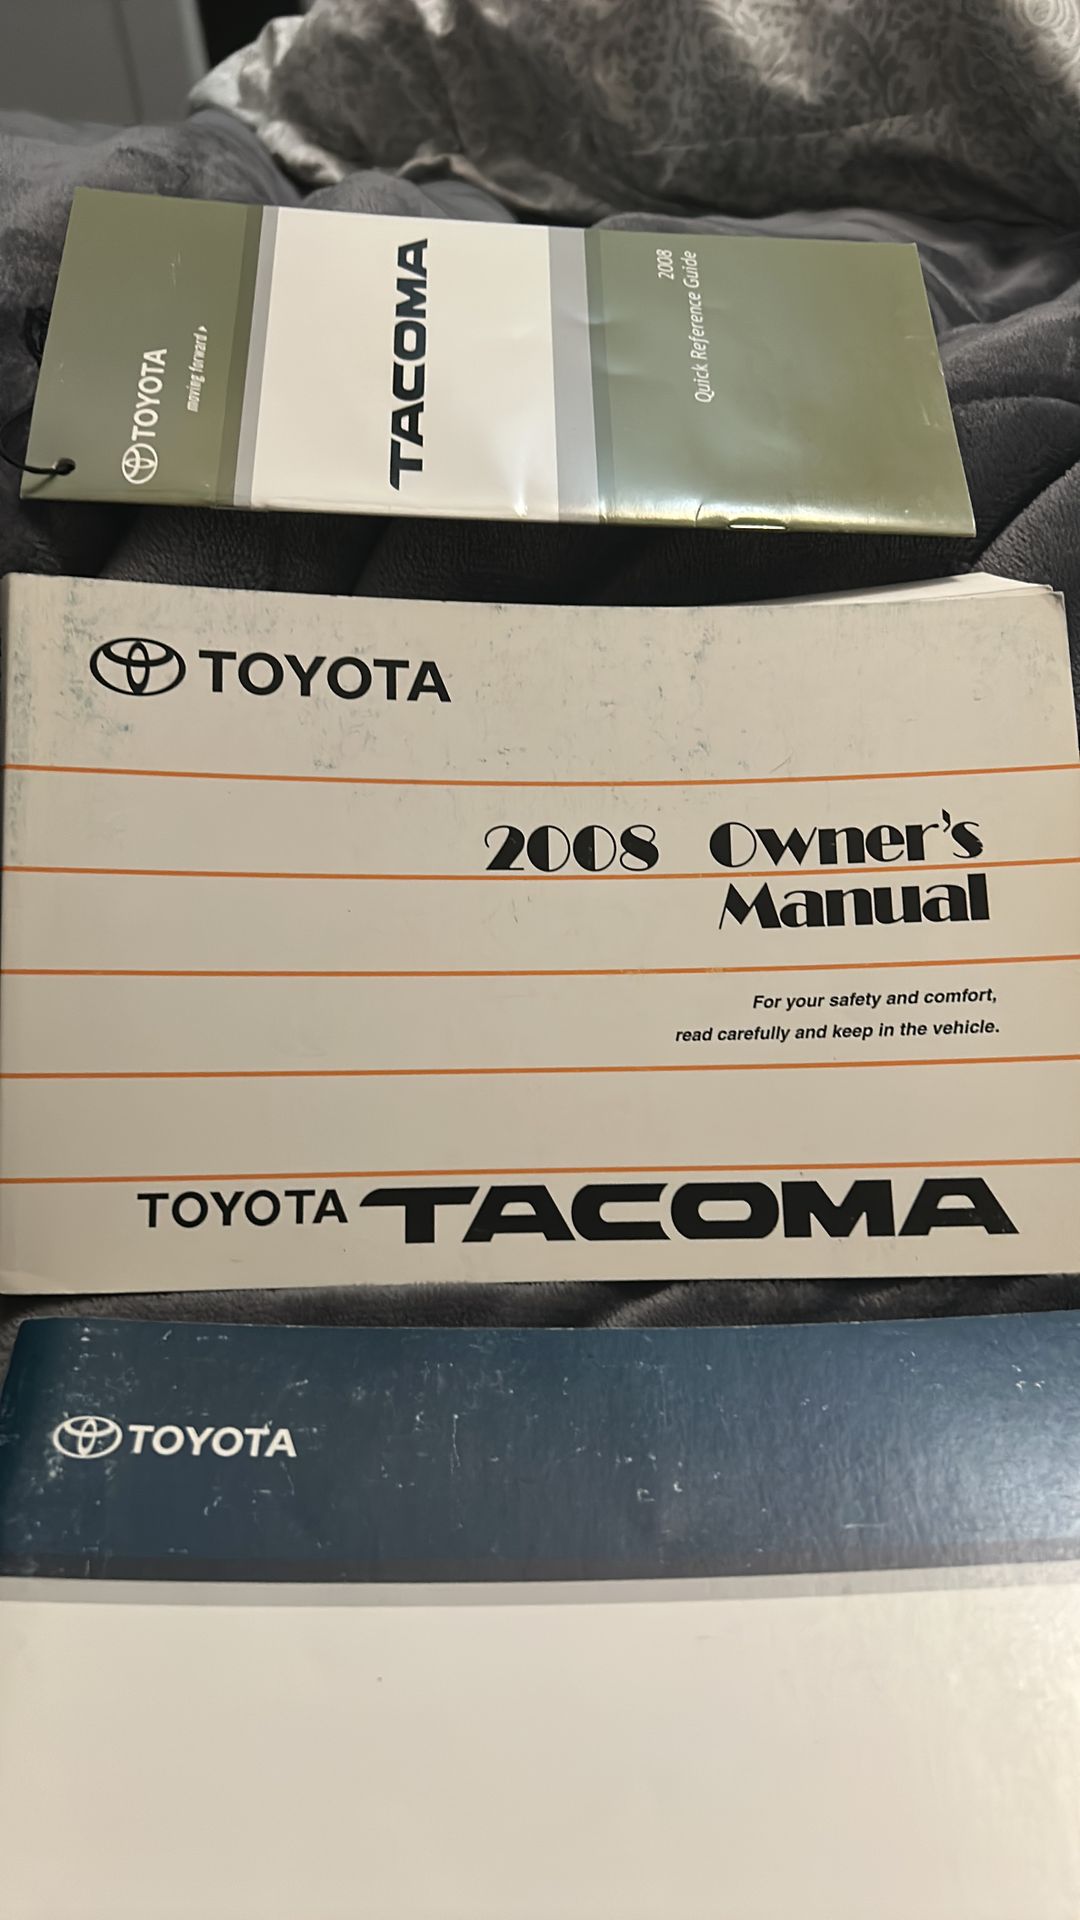 TOYOTA
moving forward
TACOMA
2008
Quick Reference Guide
TOYOTA
2008 Owner's
Manual
For your safety and comfort,
read carefully and keep in the vehicle.
TOYOTA TACOMA
TOYOTA